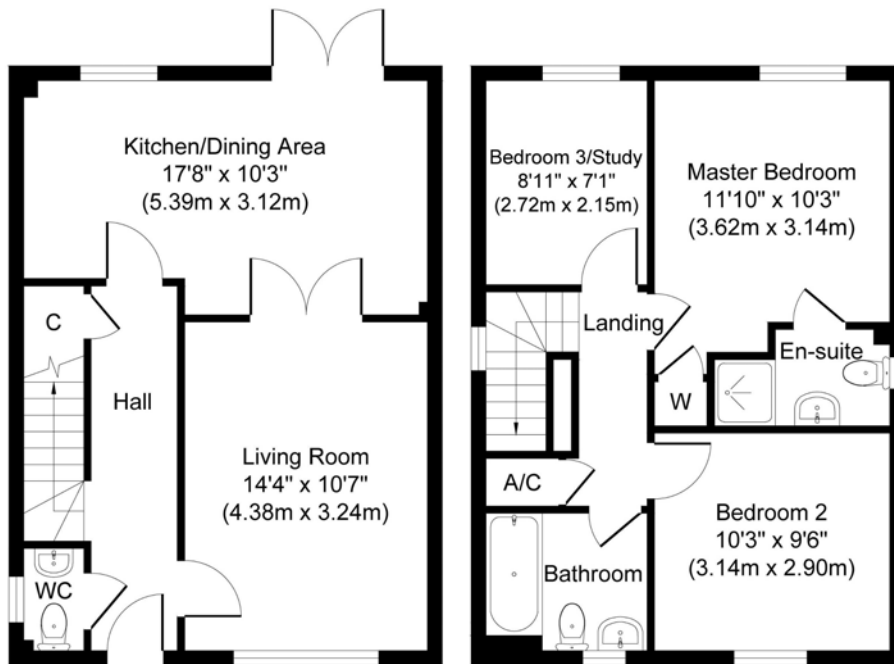 Kitchen/Dining Area
17'8" x 10'3"
(5.39m x 3.12m)
C
Hall
Living Room
14'4" x 10'7"
(4.38m x 3.24m)
WC
Bedroom 3/Study
8'11" x 7'1"
(2.72m x 2.15m)
Master Bedroom
11'10" x 10'3"
(3.62m x 3.14m)
Landing
En-suite
W
A/C
Bedroom 2
10'3" x 9'6"
(3.14m x 2.90m)
Bathroom